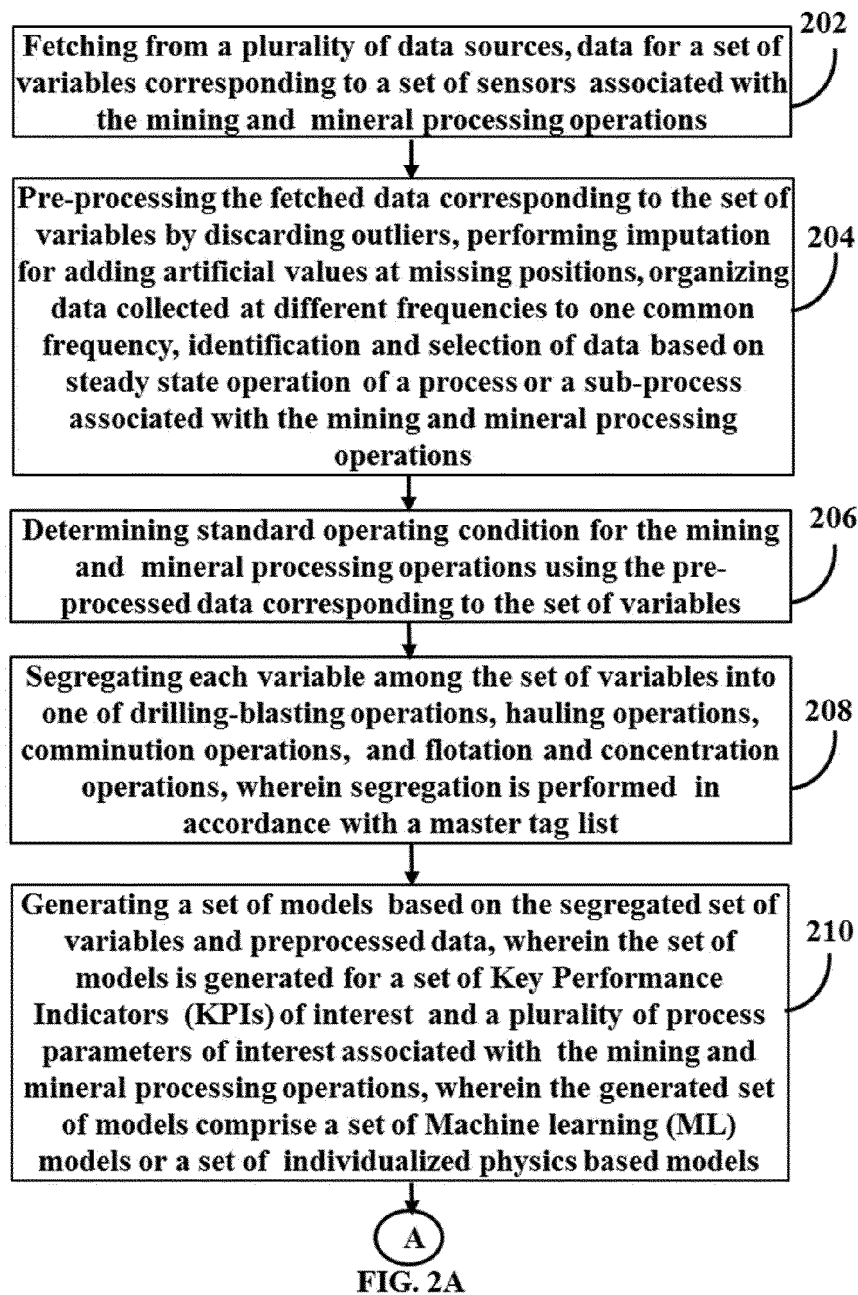 202
Fetching from a plurality of data sources, data for a set of
variables corresponding to a set of sensors associated with
the mining and mineral processing operations
Pre-processing the fetched data corresponding to the set of
variables by discarding outliers, performing imputation
for adding artificial values at missing positions, organizing
data collected at different frequencies to one common
frequency, identification and selection of data based on
steady state operation of a process or a sub-process
associated with the mining and mineral processing
operations
204
Determining standard operating condition for the mining
and mineral processing operations using the pre-
processed data corresponding to the set of variables
206
Segregating each variable among the set of variables into
one of drilling-blasting operations, hauling operations,
comminution operations, and flotation and concentration
operations, wherein segregation is performed in
accordance with a master tag list
208
Generating a set of models based on the segregated set of
variables and preprocessed data, wherein the set of
models is generated for a set of Key Performance
Indicators (KPIs) of interest and a plurality of process
parameters of interest associated with the mining and
mineral processing operations, wherein the generated set
of models comprise a set of Machine learning (ML)
models or a set of individualized physics based models
210
A
FIG. 2A